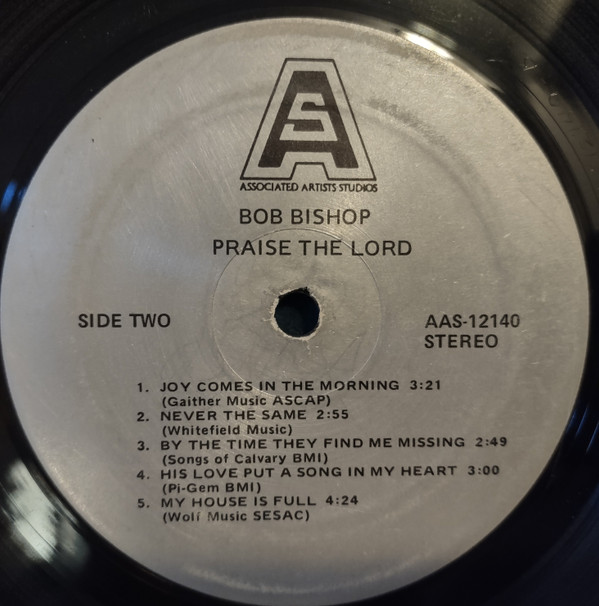 AS
ASSOCIATED ARTISTS STUDIOS
BOB BISHOP
PRAISE THE LORD
SIDE TWO
AAS-12140
STEREO
1. JOY COMES IN THE MORNING 3:21
(Gaither Music ASCAP)
2. NEVER THE SAME 2:55
(Whitefield Music)
3. BY THE TIME THEY FIND ME MISSING 2:49
(Songs of Calvary BMI)
4. HIS LOVE PUT A SONG IN MY HEART 3:00
(Pi-Gem BMI)
5. MY HOUSE IS FULL 4:24
(Wolf Music SESAC)